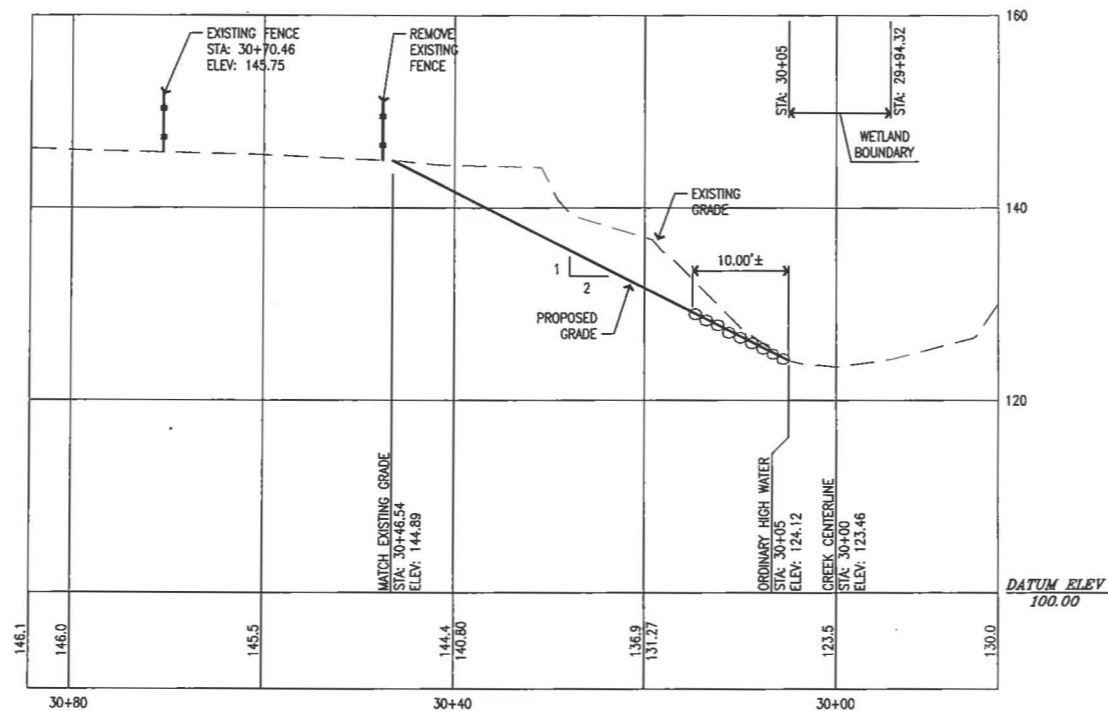 160
EXISTING FENCE
STA: 30+70.46
ELEV: 145.75
REMOVE
EXISTING
FENCE
STA: 30+05
STA: 29+94.32
WETLAND
BOUNDARY
140
EXISTING
GRADE
10.00'±
1
2
PROPOSED
GRADE
120
MATCH EXISTING GRADE
STA: 30+46.54
ELEV: 144.89
ORDINARY HIGH WATER
STA: 30+05
ELEV: 124.12
CREEK CENTERLINE
STA: 30+00
ELEV: 123.46
DATUM ELEV
100.00
146.1
146.0
145.5
144.4
140.80
136.9
131.27
123.5
130.0
30+80
30+40
30+00